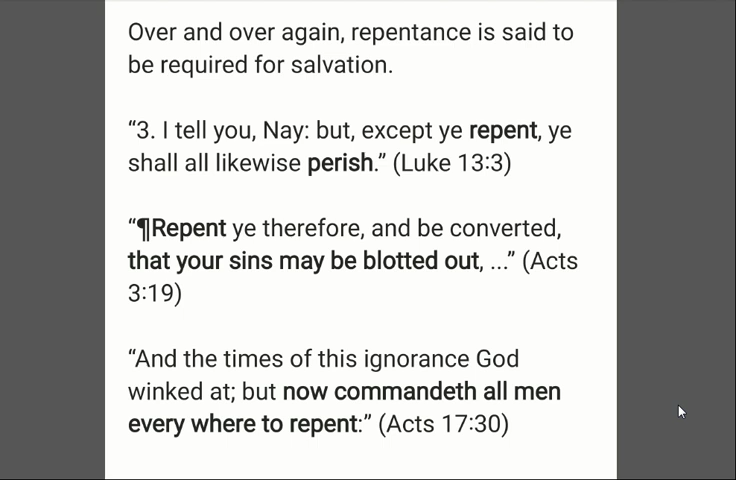 Over and over again, repentance is said to
be required for salvation.
“3. I tell you, Nay: but, except ye repent, ye
shall all likewise perish.” (Luke 13:3)
“¶Repent ye therefore, and be converted,
that your sins may be blotted out, ...” (Acts
3:19)
“And the times of this ignorance God
winked at; but now commandeth all men
every where to repent:” (Acts 17:30)